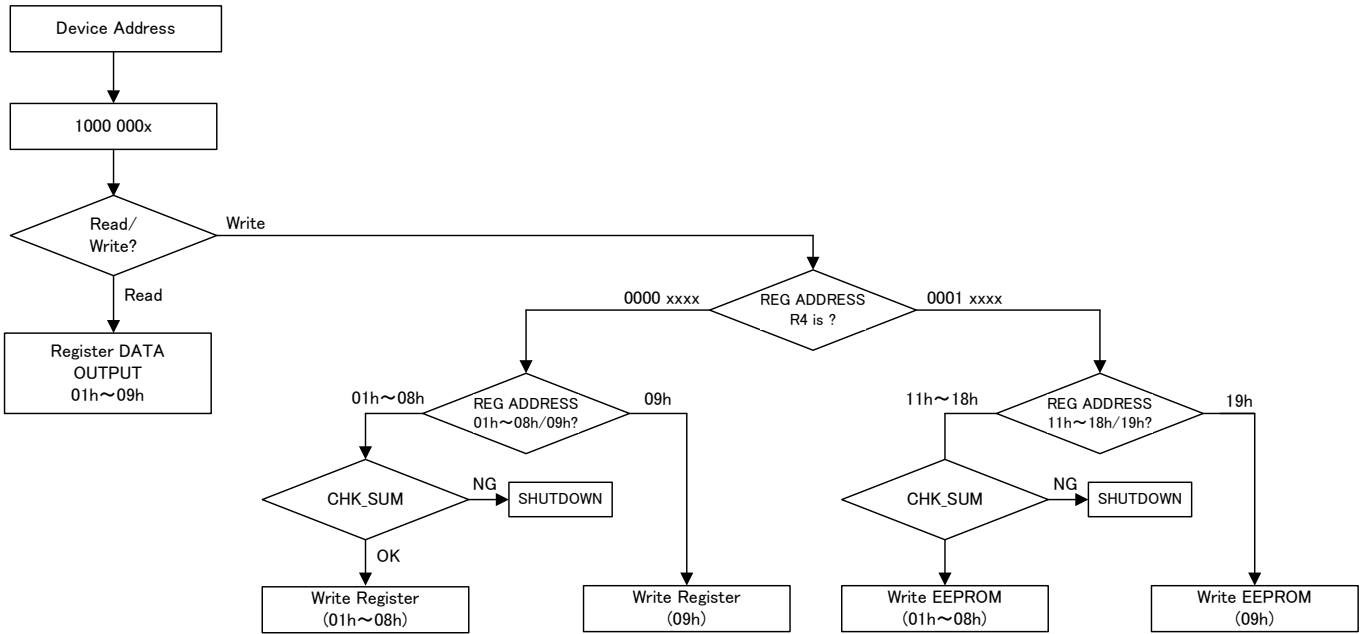 Device Address
1000 000x
Read/
Write?
Write
Read
Register DATA
OUTPUT
01h～09h
0000 xxxx
REG ADDRESS
R4 is ?
0001 xxxx
01h～08h
REG ADDRESS
01h～08h/09h?
09h
11h～18h
REG ADDRESS
11h～18h/19h?
19h
CHK_SUM
NG
SHUTDOWN
CHK_SUM
NG
SHUTDOWN
OK
Write Register
(01h～08h)
Write Register
(09h)
Write EEPROM
(01h～08h)
Write EEPROM
(09h)